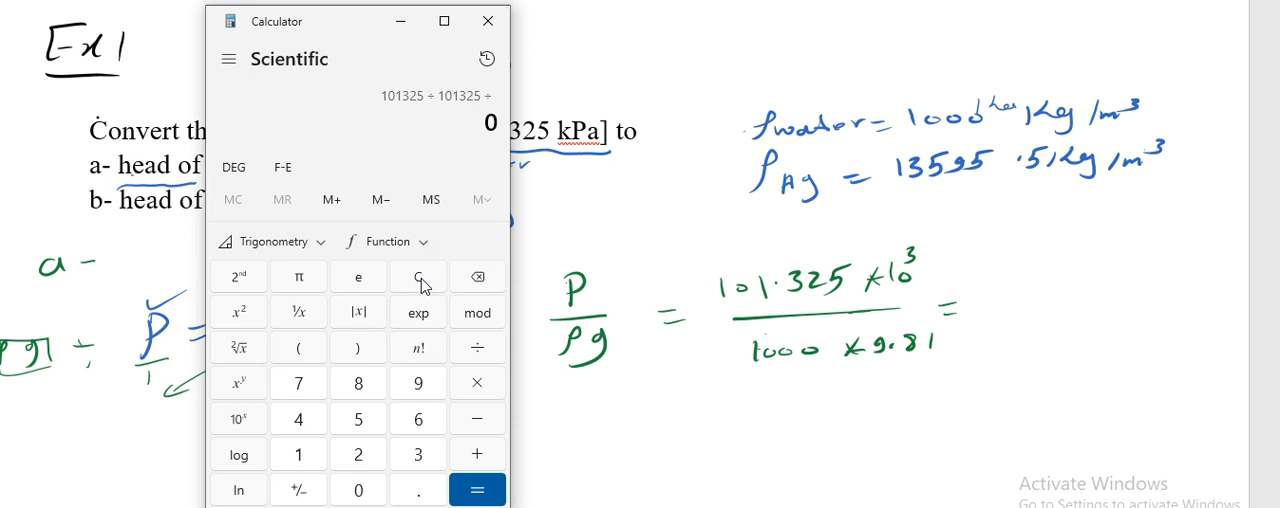 Ex 1
Calculator
Scientific
101325 ÷ 101325 ÷
0
Convert th 325 kPa] to
a- head of
b- head of
ρwater = 1000 Kg/m³
ρAg = 13595.5 Kg/m³
DEG F-E
MC MR M+ M− MS M
Trigonometry f Function
2ⁿᵈ π e C
x² ¹/x |x| exp mod
²√x ( ) n! ÷
xʸ 7 8 9 ×
10ˣ 4 5 6 −
log 1 2 3 +
ln +/− 0 . =
a -
ρg ÷ P/1 =
P/ρg = 101.325 * 10³ / 1000 * 9.81 =
Activate Windows
Go to Settings to activate Windows.